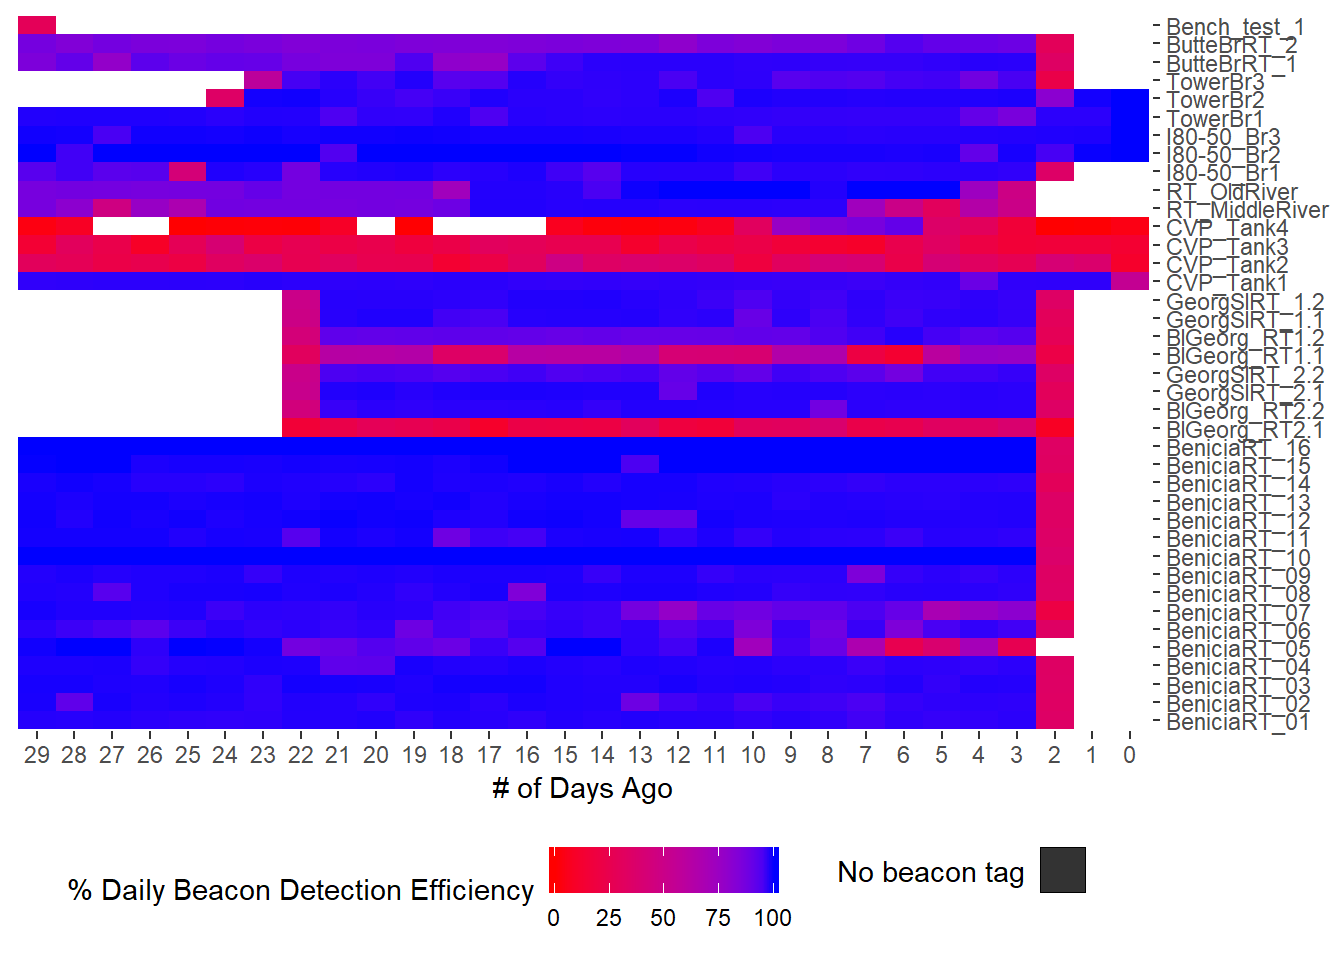 Bench_test_1
ButteBrRT_2
ButteBrRT_1
TowerBr3
TowerBr2
TowerBr1
I80-50_Br3
I80-50_Br2
I80-50_Br1
RT_OldRiver
RT_MiddleRiver
CVP_Tank4
CVP_Tank3
CVP_Tank2
CVP_Tank1
GeorgSlRT_1.2
GeorgSlRT_1.1
BlGeorg_RT1.2
BlGeorg_RT1.1
GeorgSlRT_2.2
GeorgSlRT_2.1
BlGeorg_RT2.2
BlGeorg_RT2.1
BeniciaRT_16
BeniciaRT_15
BeniciaRT_14
BeniciaRT_13
BeniciaRT_12
BeniciaRT_11
BeniciaRT_10
BeniciaRT_09
BeniciaRT_08
BeniciaRT_07
BeniciaRT_06
BeniciaRT_05
BeniciaRT_04
BeniciaRT_03
BeniciaRT_02
BeniciaRT_01
29 28 27 26 25 24 23 22 21 20 19 18 17 16 15 14 13 12 11 10 9 8 7 6 5 4 3 2 1 0
# of Days Ago
% Daily Beacon Detection Efficiency
0 25 50 75 100
No beacon tag